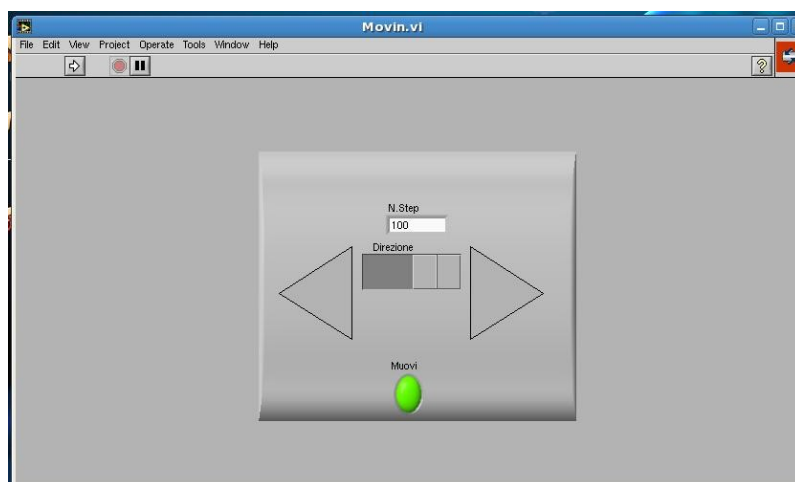 Movin.vi
File Edit View Project Operate Tools Window Help
?
N.Step
100
Direzione
Muovi